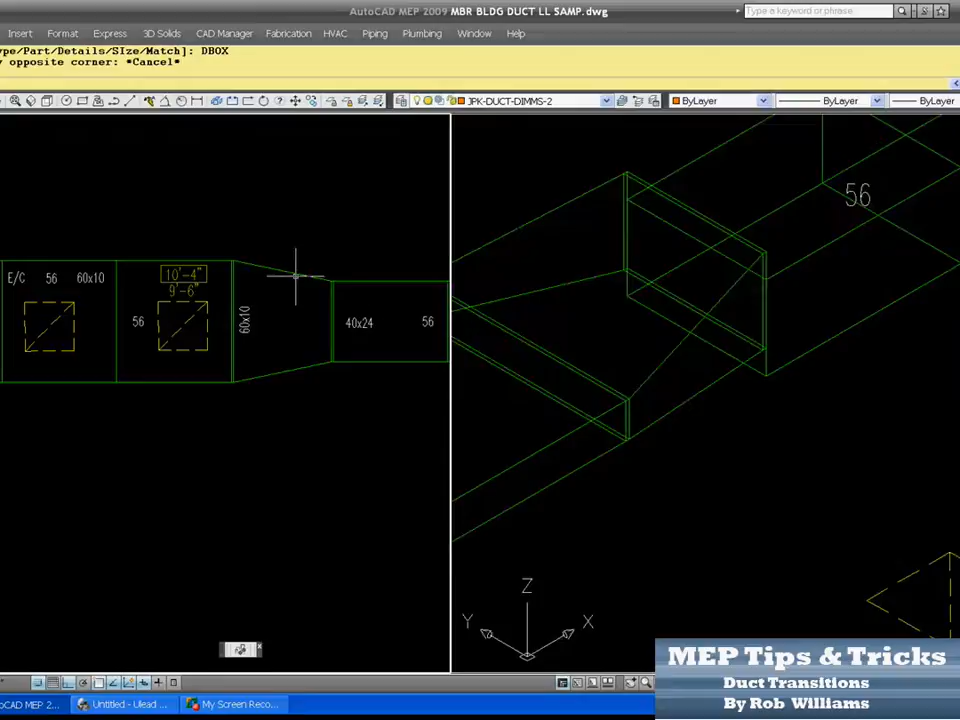 AutoCAD MEP 2009 MBR BLDG DUCT LL SAMP.dwg
Type a keyword or phrase
Insert Format Express 3D Solids CAD Manager Fabrication HVAC Piping Plumbing Window Help
ype/Part/Details/SIze/Match]: DBOX
y opposite corner: *Cancel*
JPK-DUCT-DIMMS-2
ByLayer
ByLayer
ByLayer
56
E/C 56 60x10
10'-4"
9'-6"
56
60x10
40x24 56
Z
Y
X
MEP Tips & Tricks
Duct Transitions
By Rob Williams
oCAD MEP 2...
Untitled - Ulead ...
My Screen Reco...